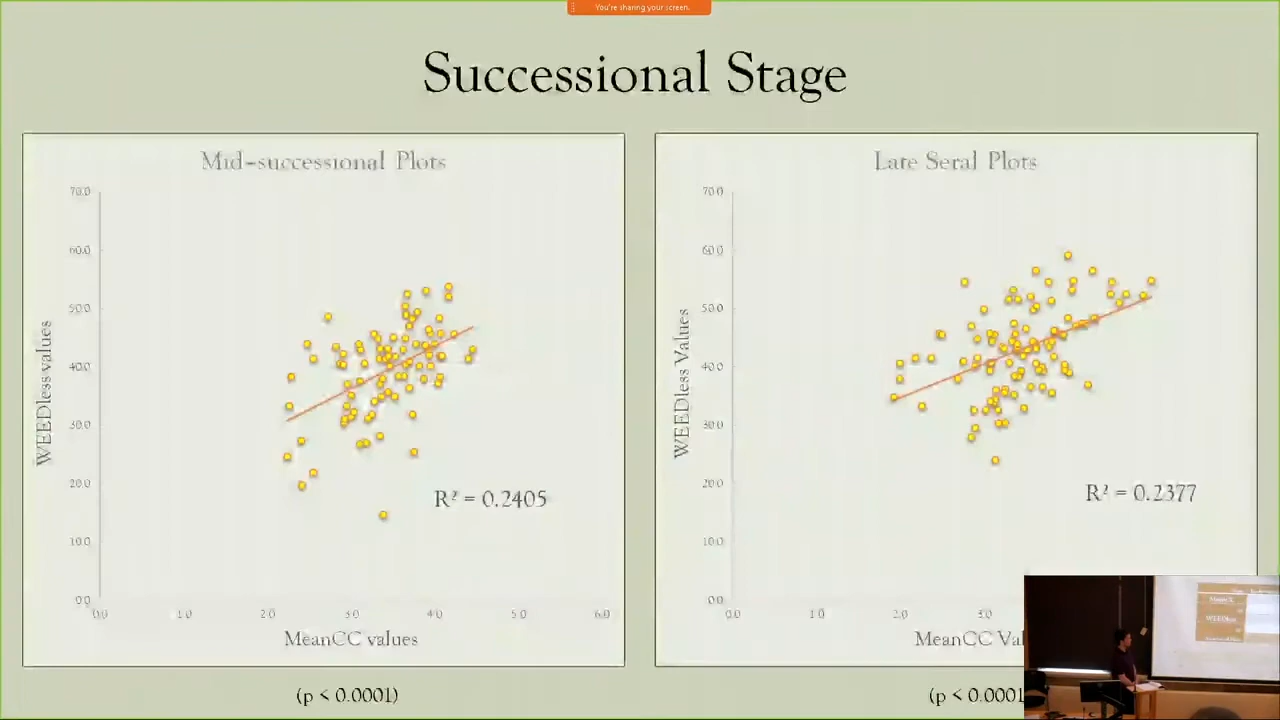 You're sharing your screen.
Successional Stage
Mid-successional Plots
70.0
60.0
50.0
40.0
30.0
20.0
10.0
0.0
WEEDless values
R² = 0.2405
0.0 1.0 2.0 3.0 4.0 5.0 6.0
MeanCC values
(p < 0.0001)
Late Seral Plots
70.0
60.0
50.0
40.0
30.0
20.0
10.0
0.0
WEEDless Values
R² = 0.2377
0.0 1.0 2.0 3.0
MeanCC Val
(p < 0.0001
WEEDless